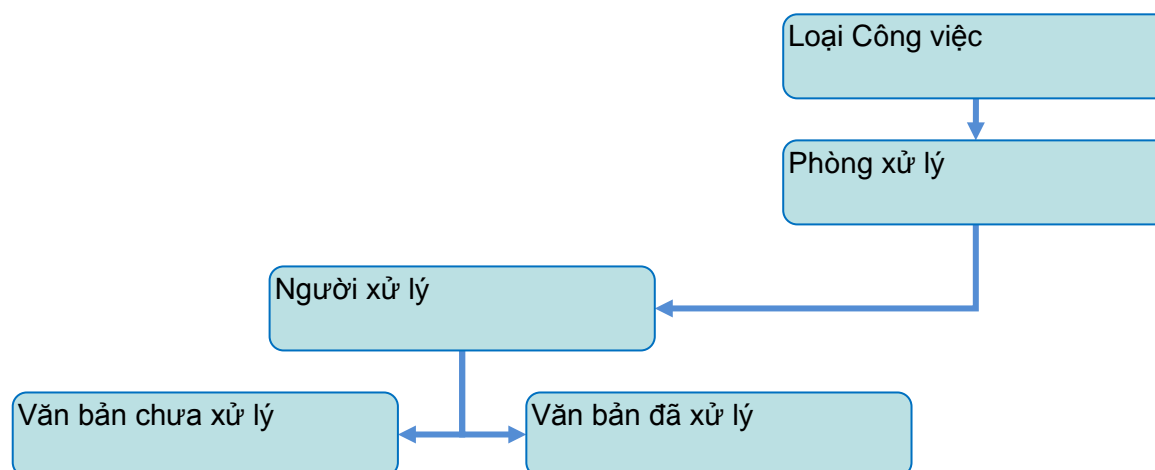 Loại Công việc
Phòng xử lý
Người xử lý
Văn bản chưa xử lý
Văn bản đã xử lý